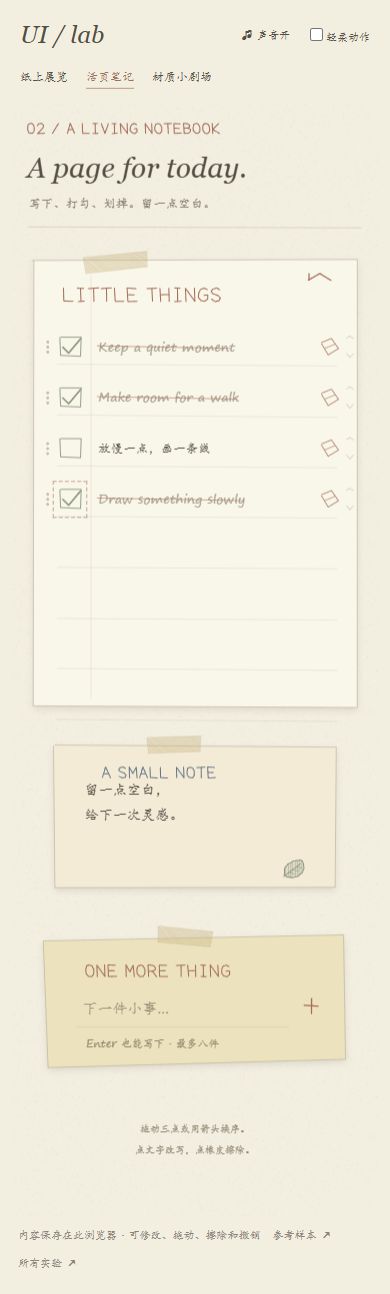 UI / lab
声音开
轻柔动作
纸上展览
活页笔记
材质小剧场
02 / A LIVING NOTEBOOK
A page for today.
写下、打勾、划掉。留一点空白。
LITTLE THINGS
Keep a quiet moment
Make room for a walk
放慢一点，画一条线
Draw something slowly
A SMALL NOTE
留一点空白，
给下一次灵感。
ONE MORE THING
下一件小事…
Enter 也能写下 · 最多八件
拖动三点或用箭头换序。
点文字改写，点橡皮擦除。
内容保存在此浏览器 · 可修改、拖动、擦除和撤销 参考样本 ↗
所有实验 ↗